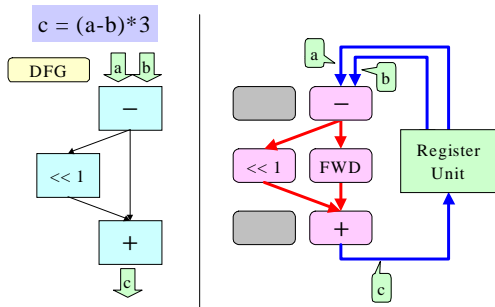 c = (a-b)*3
DFG
a b
−
<< 1
+
c
a
b
−
<< 1 FWD
Register
Unit
+
c